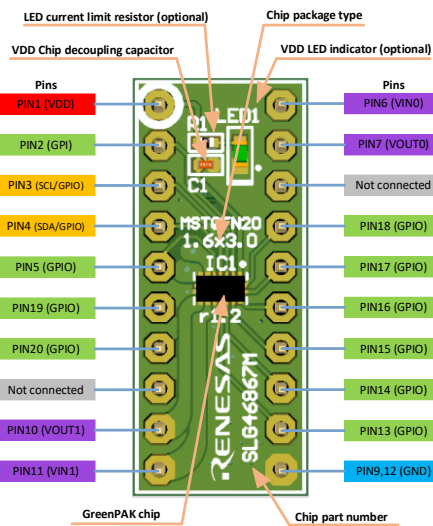 LED current limit resistor (optional)
Chip package type
VDD Chip decoupling capacitor
VDD LED indicator (optional)
Pins
Pins
PIN1 (VDD)
PIN6 (VIN0)
PIN2 (GPI)
PIN7 (VOUT0)
PIN3 (SCL/GPIO)
Not connected
PIN4 (SDA/GPIO)
PIN18 (GPIO)
PIN5 (GPIO)
PIN17 (GPIO)
PIN19 (GPIO)
PIN16 (GPIO)
PIN20 (GPIO)
PIN15 (GPIO)
Not connected
PIN14 (GPIO)
PIN10 (VOUT1)
PIN13 (GPIO)
PIN11 (VIN1)
PIN9,12 (GND)
R1
LED1
C1
MSTQFN20
1.6x3.0
IC1
r1.2
RENESAS
SLG46867M
GreenPAK chip
Chip part number